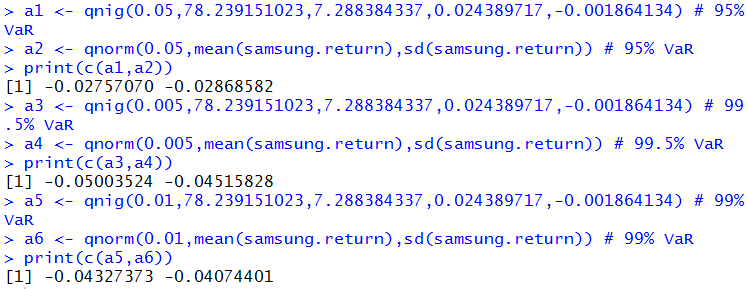 > a1 <- qnig(0.05,78.239151023,7.288384337,0.024389717,-0.001864134) # 95%
VaR
> a2 <- qnorm(0.05,mean(samsung.return),sd(samsung.return)) # 95% VaR
> print(c(a1,a2))
[1] -0.02757070 -0.02868582
> a3 <- qnig(0.005,78.239151023,7.288384337,0.024389717,-0.001864134) # 99
.5% VaR
> a4 <- qnorm(0.005,mean(samsung.return),sd(samsung.return)) # 99.5% VaR
> print(c(a3,a4))
[1] -0.05003524 -0.04515828
> a5 <- qnig(0.01,78.239151023,7.288384337,0.024389717,-0.001864134) # 99%
VaR
> a6 <- qnorm(0.01,mean(samsung.return),sd(samsung.return)) # 99% VaR
> print(c(a5,a6))
[1] -0.04327373 -0.04074401